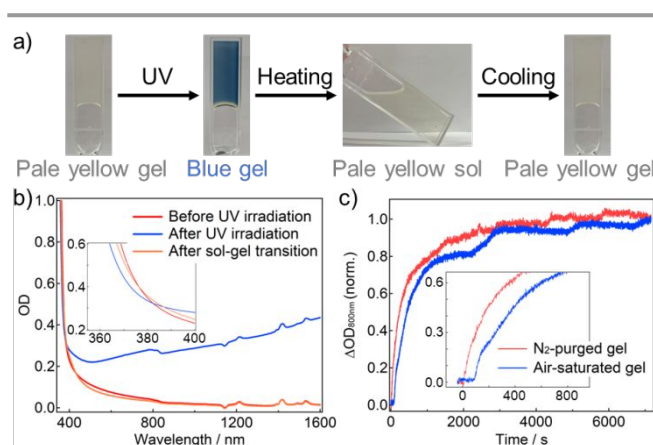 a)
UV
Heating
Cooling
Pale yellow gel
Blue gel
Pale yellow sol
Pale yellow gel
b)
1.0
0.8
0.6
0.4
0.2
0.0
OD
Before UV irradiation
After UV irradiation
After sol-gel transition
0.6
0.4
0.2
360
380
400
400
800
1200
1600
Wavelength / nm
c)
1.0
0.8
0.6
0.4
0.2
0.0
ΔOD800nm (norm.)
0.6
0.4
0.2
0.0
0
400
800
N2-purged gel
Air-saturated gel
0
2000
4000
6000
Time / s